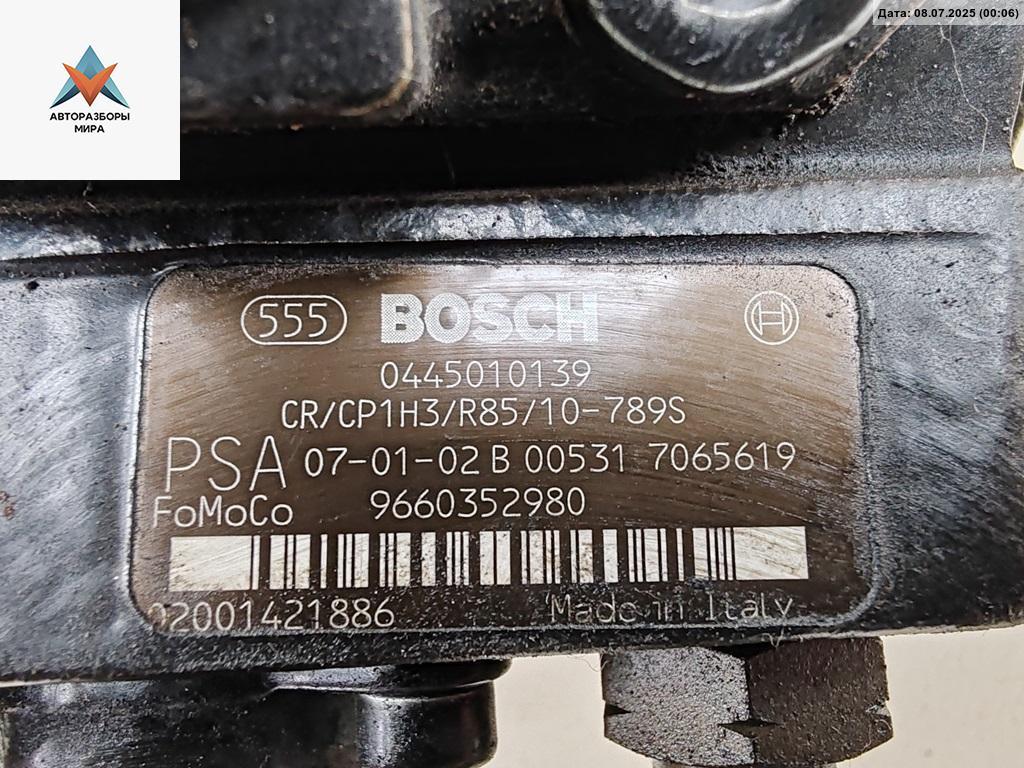 Дата: 08.07.2025 (00:06)
АВТОРАЗБОРЫ
МИРА
555 BOSCH H
0445010139
CR/CP1H3/R85/10-789S
PSA 07-01-02 B 00531 7065619
FoMoCo 9660352980
02001421886 Made in Italy